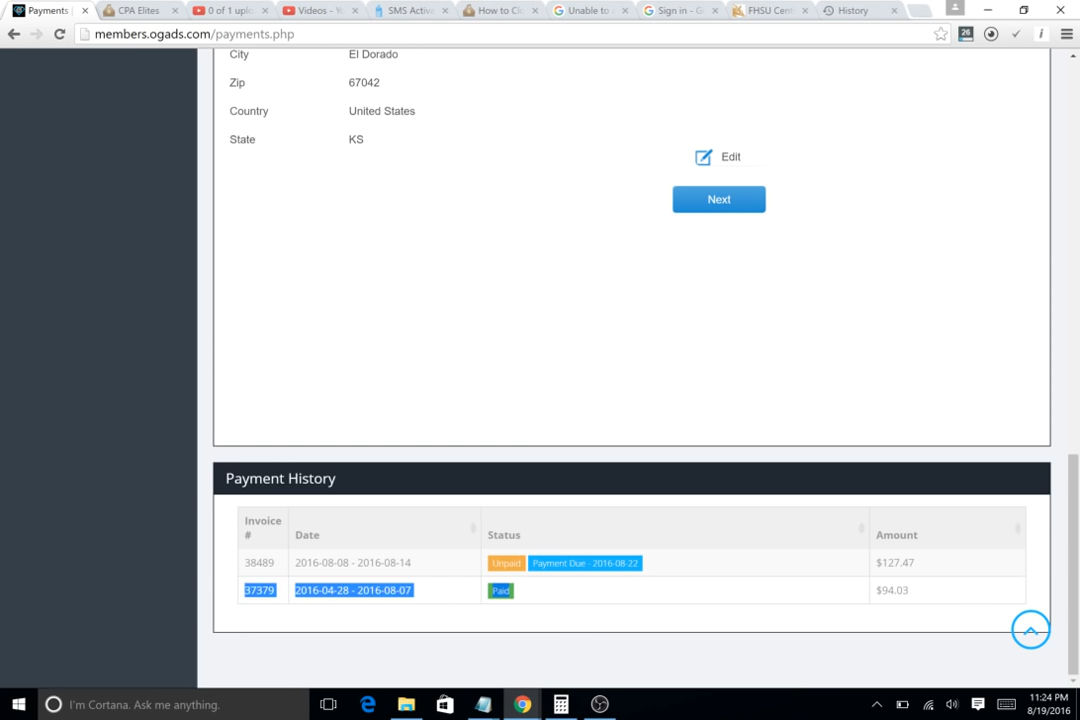 Payments
CPA Elites
0 of 1 uplo
Videos - Yo
SMS Activ
How to Clo
Unable to
Sign in - G
FHSU Cent
History
members.ogads.com/payments.php
26
City El Dorado
Zip 67042
Country United States
State KS
Edit
Next
Payment History
Invoice # Date Status Amount
38489 2016-08-08 - 2016-08-14 Unpaid Payment Due - 2016-08-22 $127.47
37379 2016-04-28 - 2016-08-07 Paid $94.03
I'm Cortana. Ask me anything.
11:24 PM
8/19/2016